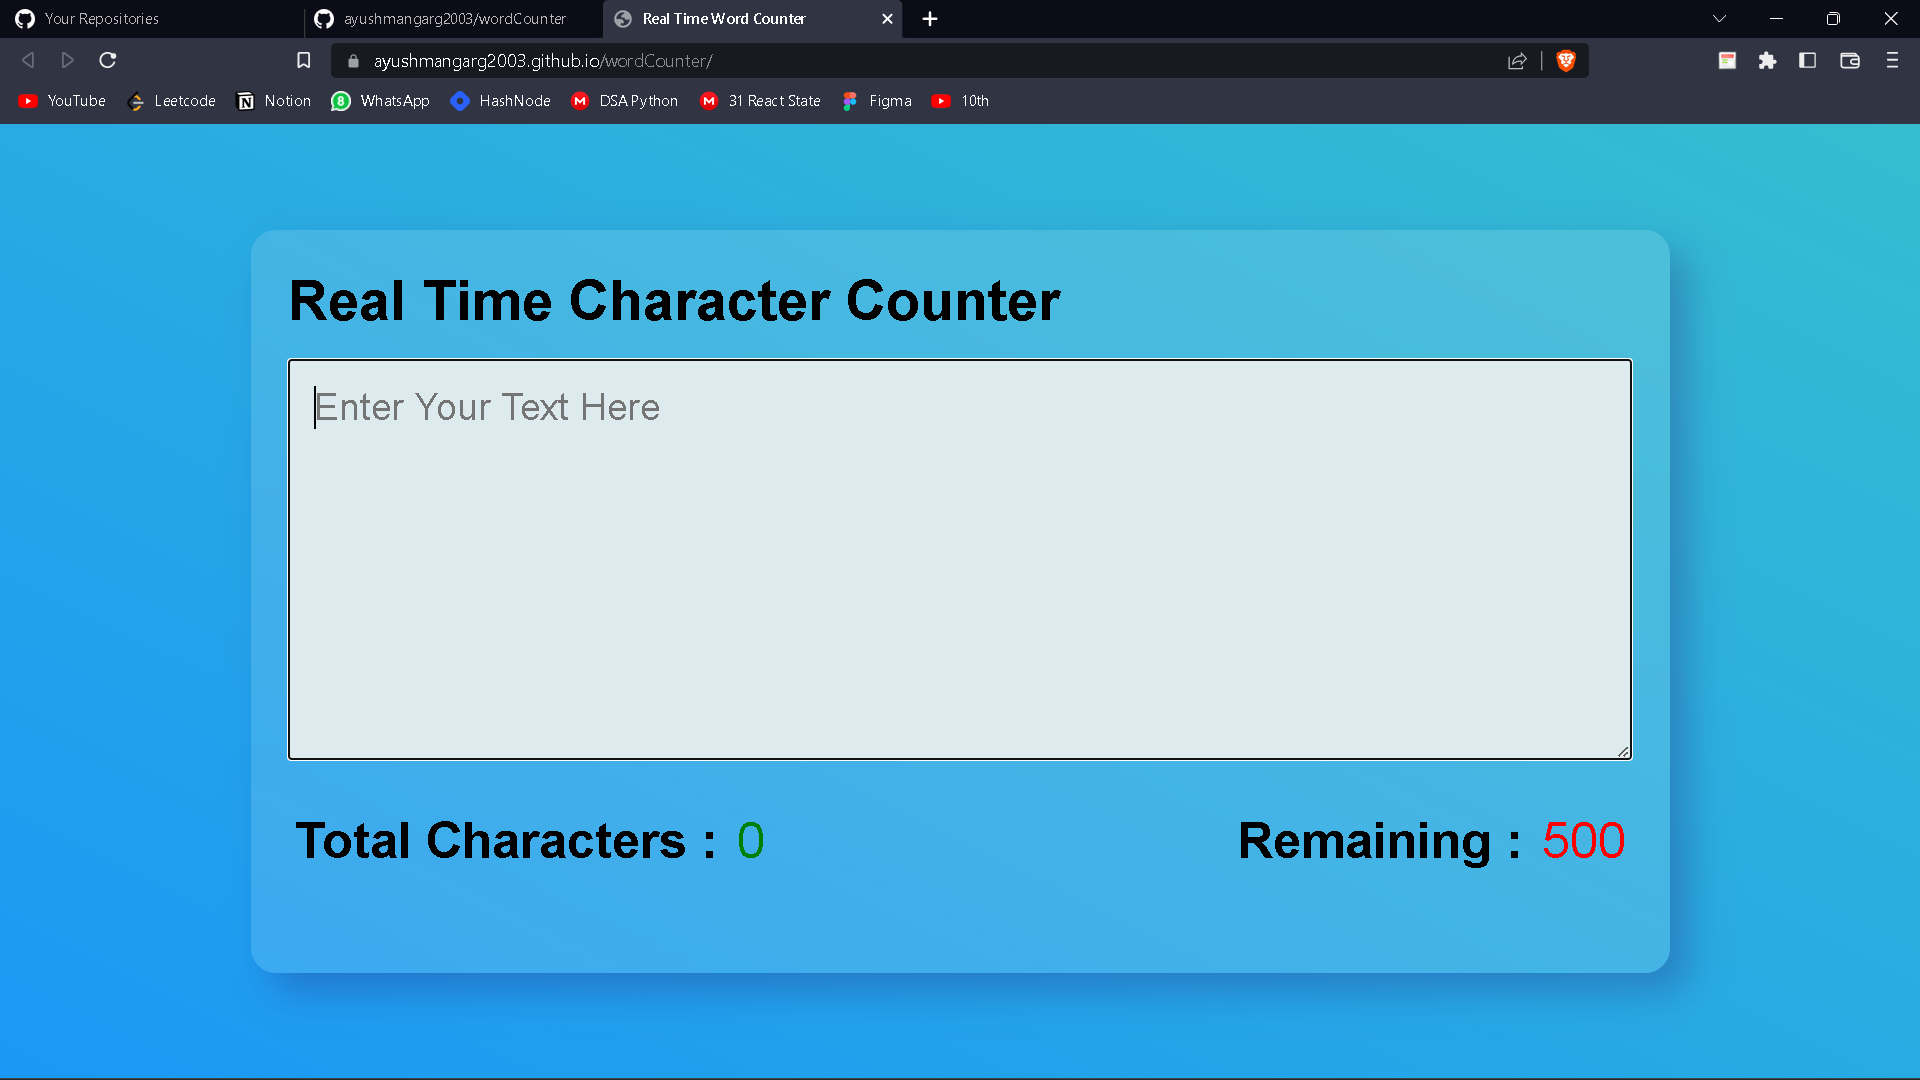 Your Repositories
ayushmangarg2003/wordCounter
Real Time Word Counter
ayushmangarg2003.github.io/wordCounter/
YouTube Leetcode Notion 8 WhatsApp HashNode M DSA Python M 31 React State Figma 10th
Real Time Character Counter
Enter Your Text Here
Total Characters : 0 Remaining : 500